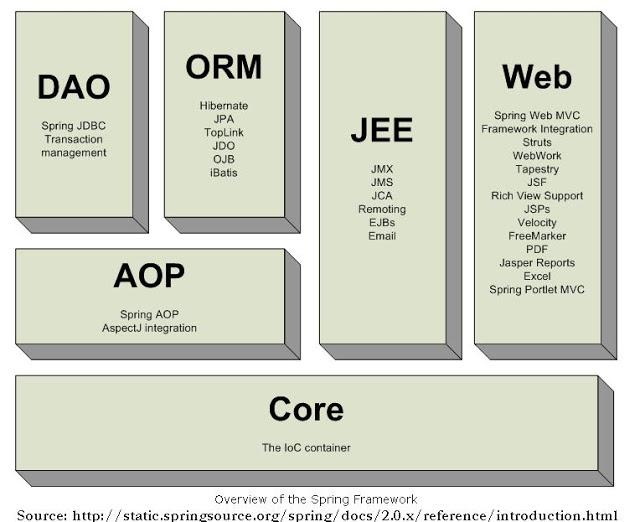 DAO
Spring JDBC
Transaction
management
ORM
Hibernate
JPA
TopLink
JDO
OJB
iBatis
JEE
JMX
JMS
JCA
Remoting
EJBs
Email
Web
Spring Web MVC
Framework Integration
Struts
WebWork
Tapestry
JSF
Rich View Support
JSPs
Velocity
FreeMarker
PDF
Jasper Reports
Excel
Spring Portlet MVC
AOP
Spring AOP
AspectJ integration
Core
The IoC container
Overview of the Spring Framework
Source: http://static.springsource.org/spring/docs/2.0.x/reference/introduction.html